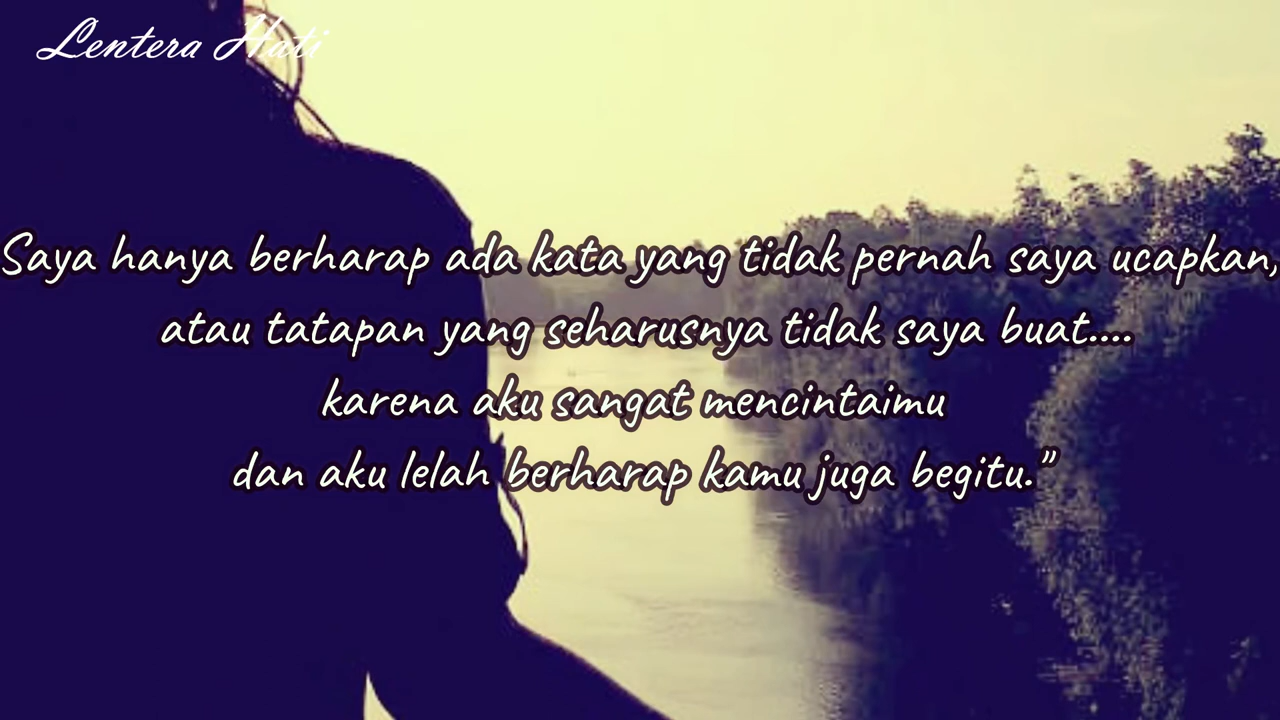 Lentera Hati
Saya hanya berharap ada kata yang tidak pernah saya ucapkan,
atau tatapan yang seharusnya tidak saya buat....
karena aku sangat mencintaimu
dan aku lelah berharap kamu juga begitu."